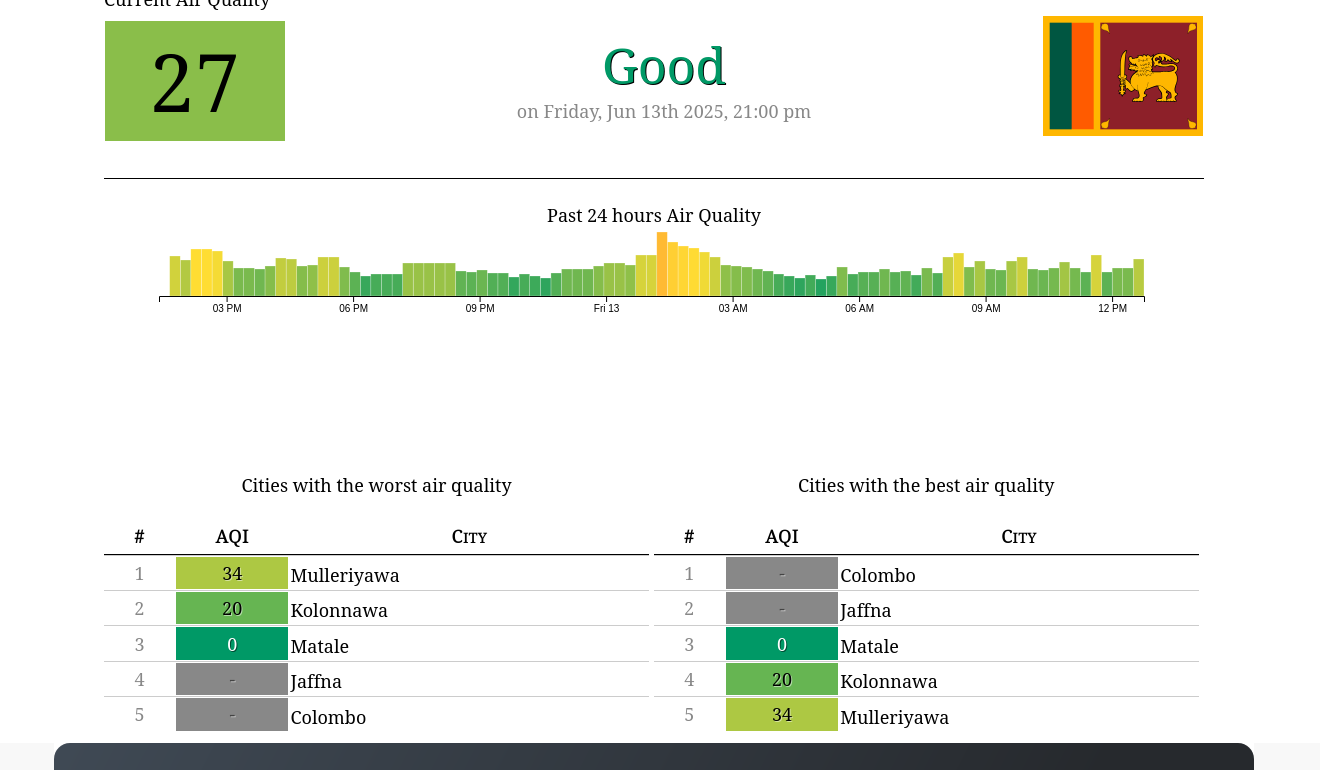 Current Air Quality
27
Good
on Friday, Jun 13th 2025, 21:00 pm
Past 24 hours Air Quality
03 PM 06 PM 09 PM Fri 13 03 AM 06 AM 09 AM 12 PM
Cities with the worst air quality
# AQI City
1 34 Mulleriyawa
2 20 Kolonnawa
3 0 Matale
4 - Jaffna
5 - Colombo
Cities with the best air quality
# AQI City
1 - Colombo
2 - Jaffna
3 0 Matale
4 20 Kolonnawa
5 34 Mulleriyawa